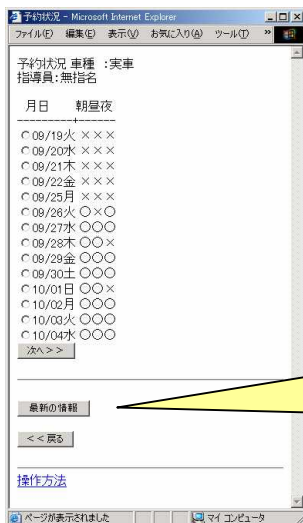 予約状況 - Microsoft Internet Explorer
ファイル(F) 編集(E) 表示(V) お気に入り(A) ツール(T) »
予約状況 車種 :実車
指導員:無指名
月日 朝昼夜
---------+------
09/19火 ×××
09/20水 ×××
09/21木 ×××
09/22金 ×××
09/25月 ×××
09/26火 ○×○
09/27水 ○○○
09/28木 ○○×
09/29金 ○○○
09/30土 ○○○
10/01日 ○○×
10/02月 ○○○
10/03火 ○○○
10/04水 ○○○
次へ>>
最新の情報
<<戻る
操作方法
ページが表示されました マイ コンピュータ